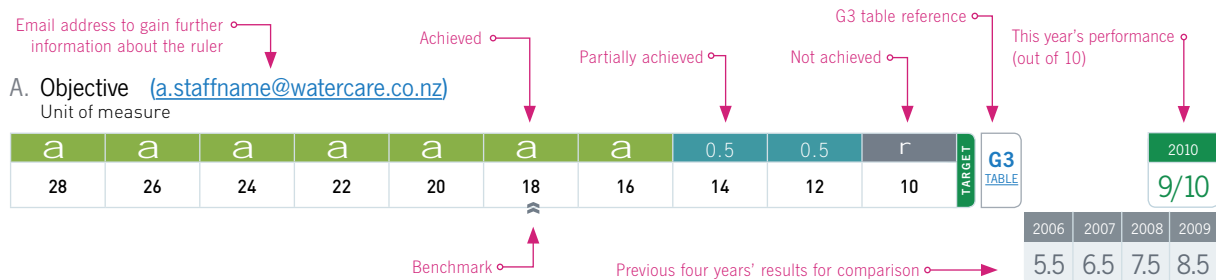 Email address to gain further
information about the ruler
Achieved
Partially achieved
G3 table reference
Not achieved
This year's performance
(out of 10)
A. Objective (a.staffname@watercare.co.nz)
Unit of measure
a a a a a a a 0.5 0.5 r
28 26 24 22 20 18 16 14 12 10
TARGET
G3
TABLE
2010
9/10
Benchmark
Previous four years' results for comparison
2006 2007 2008 2009
5.5 6.5 7.5 8.5